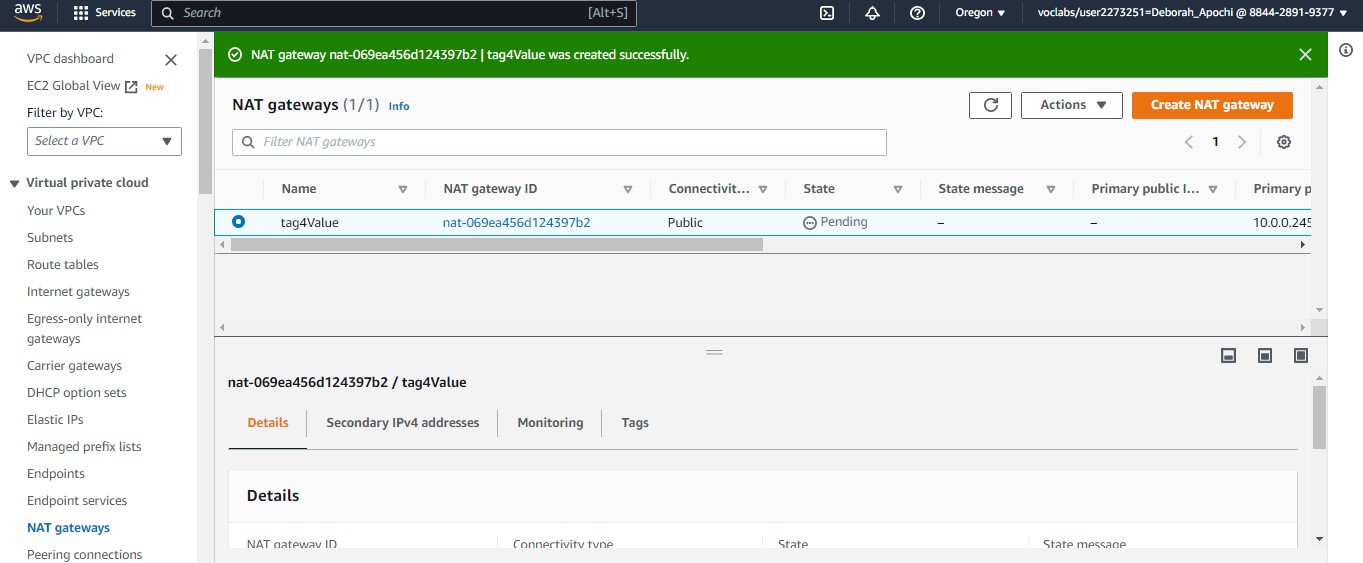 aws
Services
Search [Alt+S]
Oregon
voclabs/user2273251=Deborah_Apochi @ 8844-2891-9377
VPC dashboard
EC2 Global View New
Filter by VPC:
Select a VPC
Virtual private cloud
Your VPCs
Subnets
Route tables
Internet gateways
Egress-only internet
gateways
Carrier gateways
DHCP option sets
Elastic IPs
Managed prefix lists
Endpoints
Endpoint services
NAT gateways
Peering connections
NAT gateway nat-069ea456d124397b2 | tag4Value was created successfully.
NAT gateways (1/1) Info
Actions
Create NAT gateway
Filter NAT gateways
1
Name NAT gateway ID Connectivit... State State message Primary public I... Primary p
tag4Value nat-069ea456d124397b2 Public Pending – – 10.0.0.245
nat-069ea456d124397b2 / tag4Value
Details Secondary IPv4 addresses Monitoring Tags
Details
NAT gateway ID Connectivity type State State message